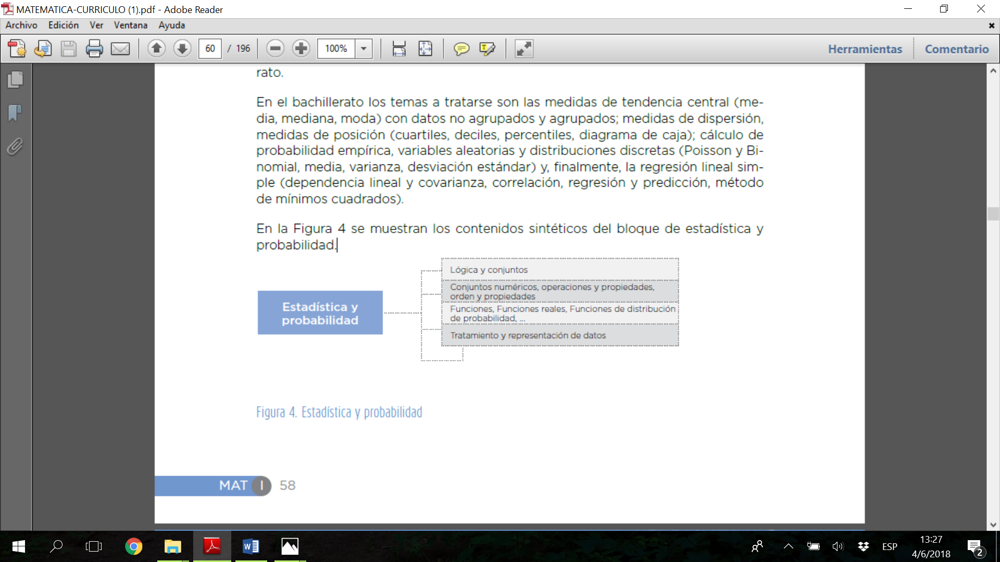 MATEMATICA-CURRICULO (1).pdf - Adobe Reader
Archivo Edición Ver Ventana Ayuda
60 / 196 100% Herramientas Comentario
rato.
En el bachillerato los temas a tratarse son las medidas de tendencia central (me-
dia, mediana, moda) con datos no agrupados y agrupados; medidas de dispersión,
medidas de posición (cuartiles, deciles, percentiles, diagrama de caja); cálculo de
probabilidad empírica, variables aleatorias y distribuciones discretas (Poisson y Bi-
nomial, media, varianza, desviación estándar) y, finalmente, la regresión lineal sim-
ple (dependencia lineal y covarianza, correlación, regresión y predicción, método
de mínimos cuadrados).
En la Figura 4 se muestran los contenidos sintéticos del bloque de estadística y
probabilidad.
Estadística y
probabilidad
Lógica y conjuntos
Conjuntos numéricos, operaciones y propiedades,
orden y propiedades
Funciones, Funciones reales, Funciones de distribución
de probabilidad, ...
Tratamiento y representación de datos
Figura 4. Estadística y probabilidad
MAT I 58
ESP
13:27
4/6/2018
2